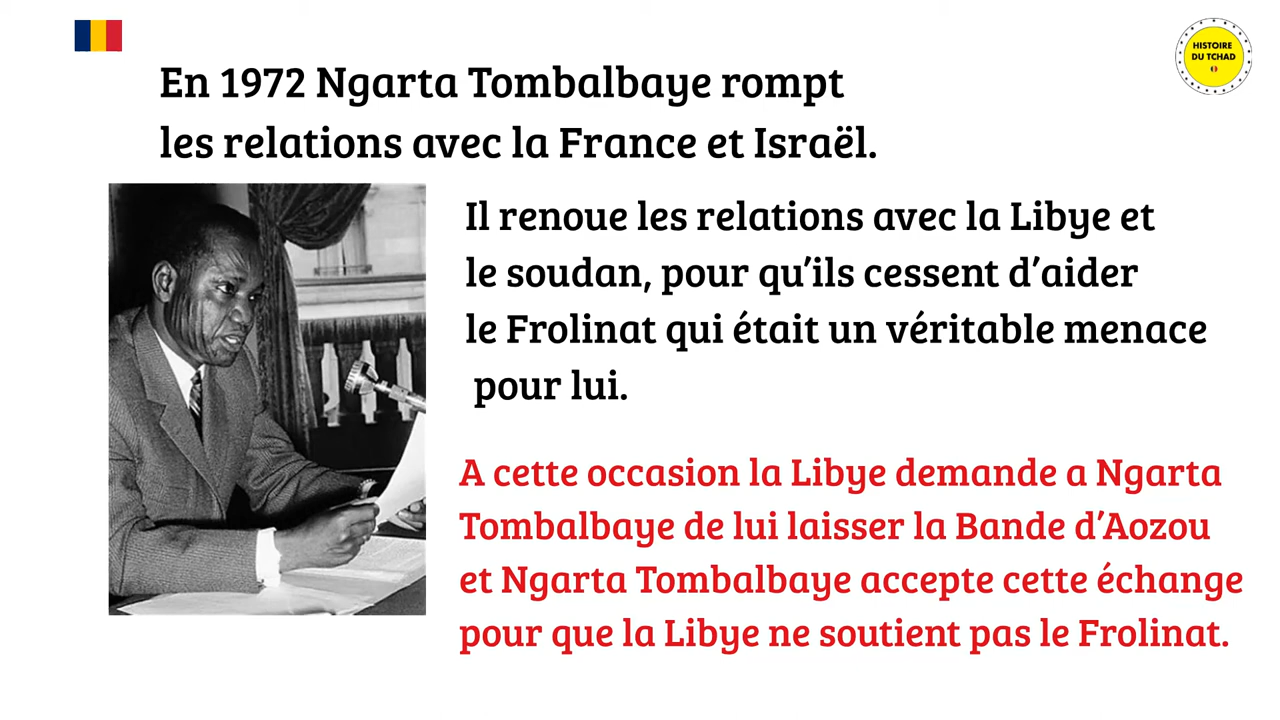 HISTOIRE
DU TCHAD
En 1972 Ngarta Tombalbaye rompt
les relations avec la France et Israël.
Il renoue les relations avec la Libye et
le soudan, pour qu’ils cessent d’aider
le Frolinat qui était un véritable menace
pour lui.
A cette occasion la Libye demande a Ngarta
Tombalbaye de lui laisser la Bande d’Aozou
et Ngarta Tombalbaye accepte cette échange
pour que la Libye ne soutient pas le Frolinat.